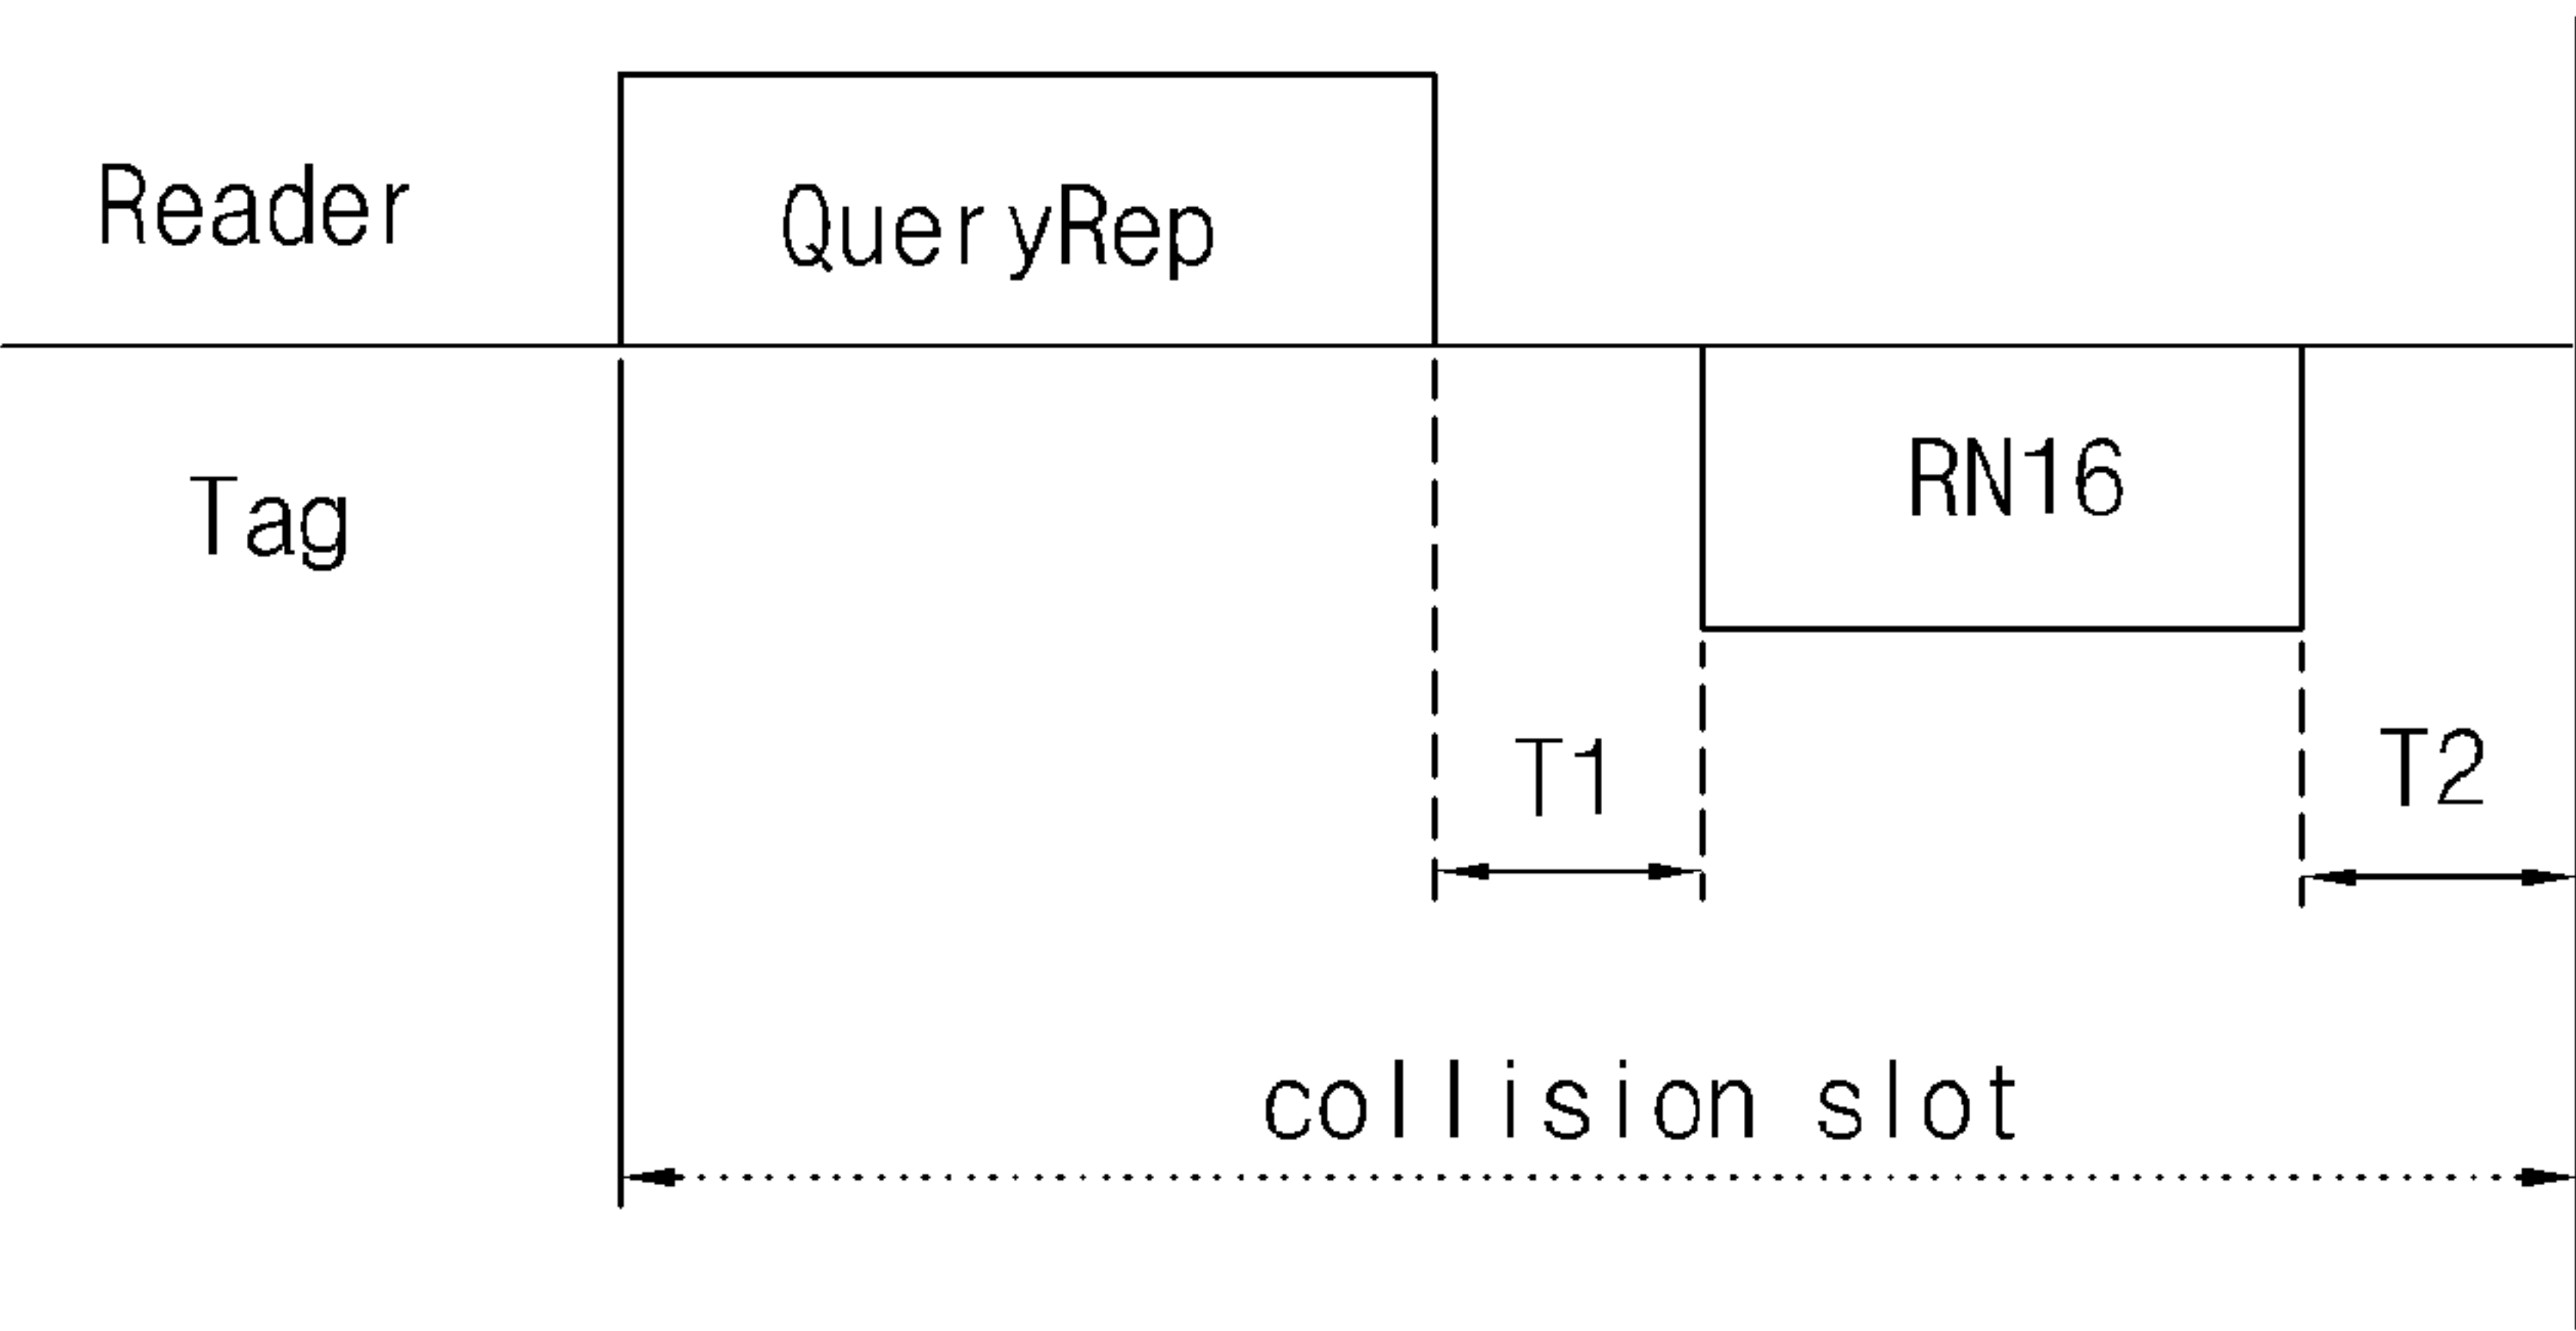 Reader
QueryRep
Tag
RN16
T1
T2
collision slot